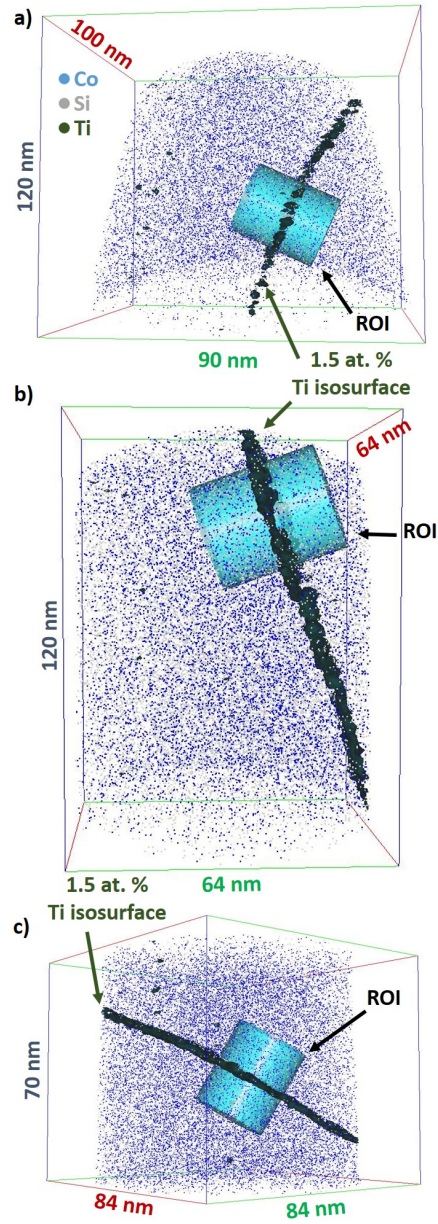 a)
100 nm
Co
Si
Ti
120 nm
ROI
90 nm
1.5 at. %
Ti isosurface
b)
64 nm
ROI
120 nm
64 nm
1.5 at. %
Ti isosurface
c)
ROI
70 nm
84 nm
84 nm